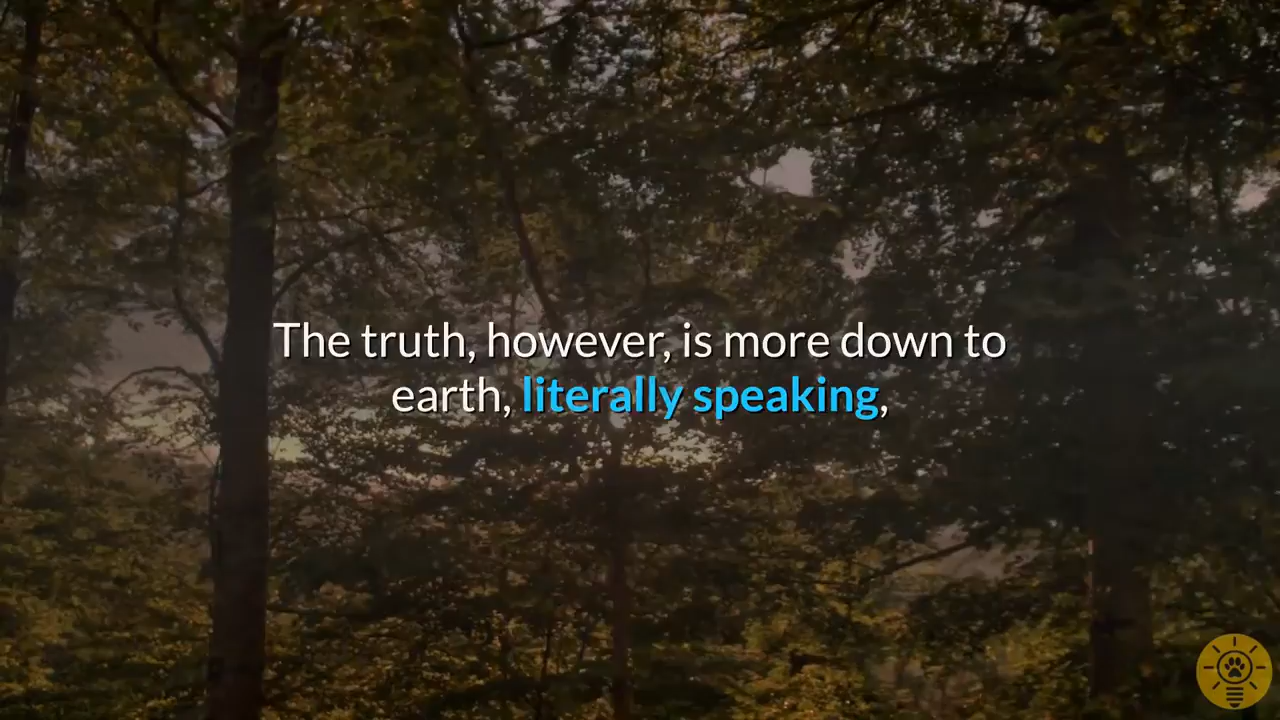 The truth, however, is more down to
earth, literally speaking,